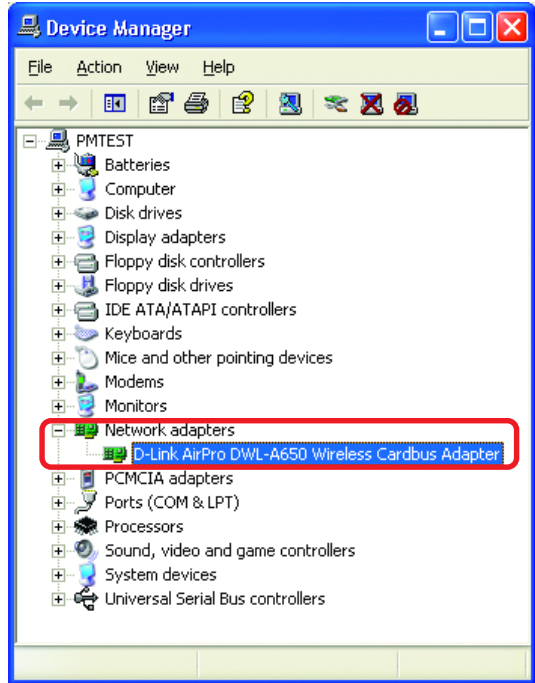 Device Manager
File Action View Help
PMTEST
Batteries
Computer
Disk drives
Display adapters
Floppy disk controllers
Floppy disk drives
IDE ATA/ATAPI controllers
Keyboards
Mice and other pointing devices
Modems
Monitors
Network adapters
D-Link AirPro DWL-A650 Wireless Cardbus Adapter
PCMCIA adapters
Ports (COM & LPT)
Processors
Sound, video and game controllers
System devices
Universal Serial Bus controllers